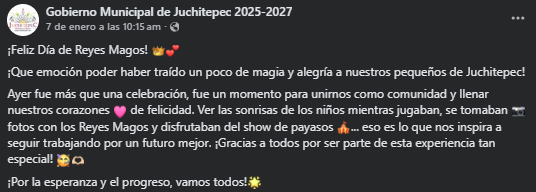 Gobierno Municipal de Juchitepec 2025-2027
7 de enero a las 10:15 am ·
¡Feliz Día de Reyes Magos! 👑💕
¡Que emoción poder haber traído un poco de magia y alegría a nuestros pequeños de Juchitepec!
Ayer fue más que una celebración, fue un momento para unirnos como comunidad y llenar
nuestros corazones 🩷 de felicidad. Ver las sonrisas de los niños mientras jugaban, se tomaban 📷
fotos con los Reyes Magos y disfrutaban del show de payasos 🎪... eso es lo que nos inspira a
seguir trabajando por un futuro mejor. ¡Gracias a todos por ser parte de esta experiencia tan
especial! 🥰🫶
¡Por la esperanza y el progreso, vamos todos!🌟